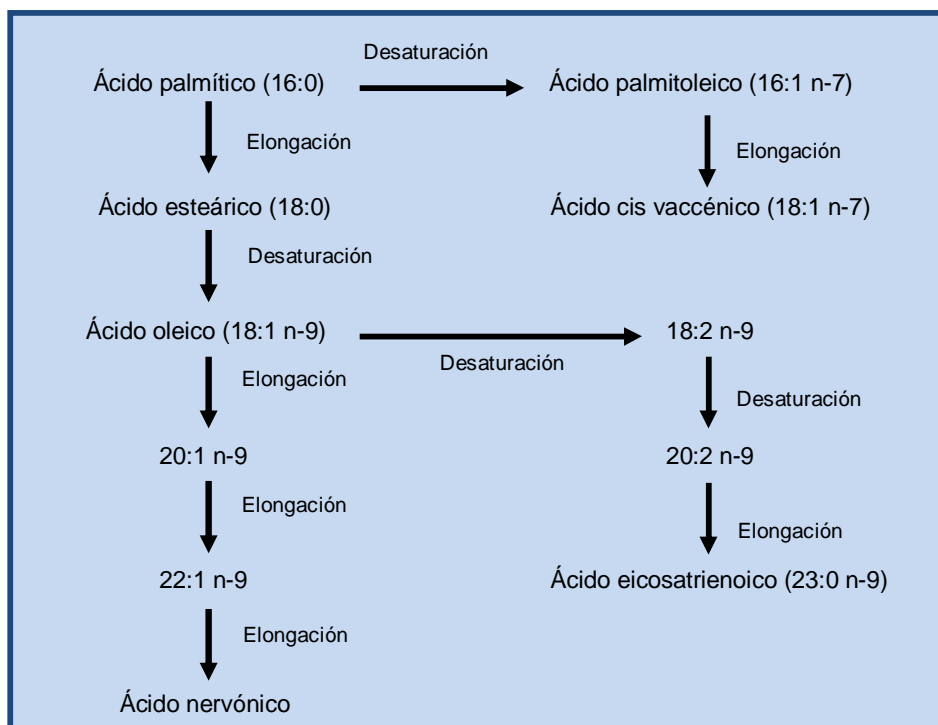 Desaturación
Ácido palmítico (16:0)
Ácido palmitoleico (16:1 n-7)
Elongación
Elongación
Ácido esteárico (18:0)
Ácido cis vaccénico (18:1 n-7)
Desaturación
Ácido oleico (18:1 n-9)
18:2 n-9
Desaturación
Elongación
Desaturación
20:1 n-9
20:2 n-9
Elongación
Elongación
22:1 n-9
Ácido eicosatrienoico (23:0 n-9)
Elongación
Ácido nervónico